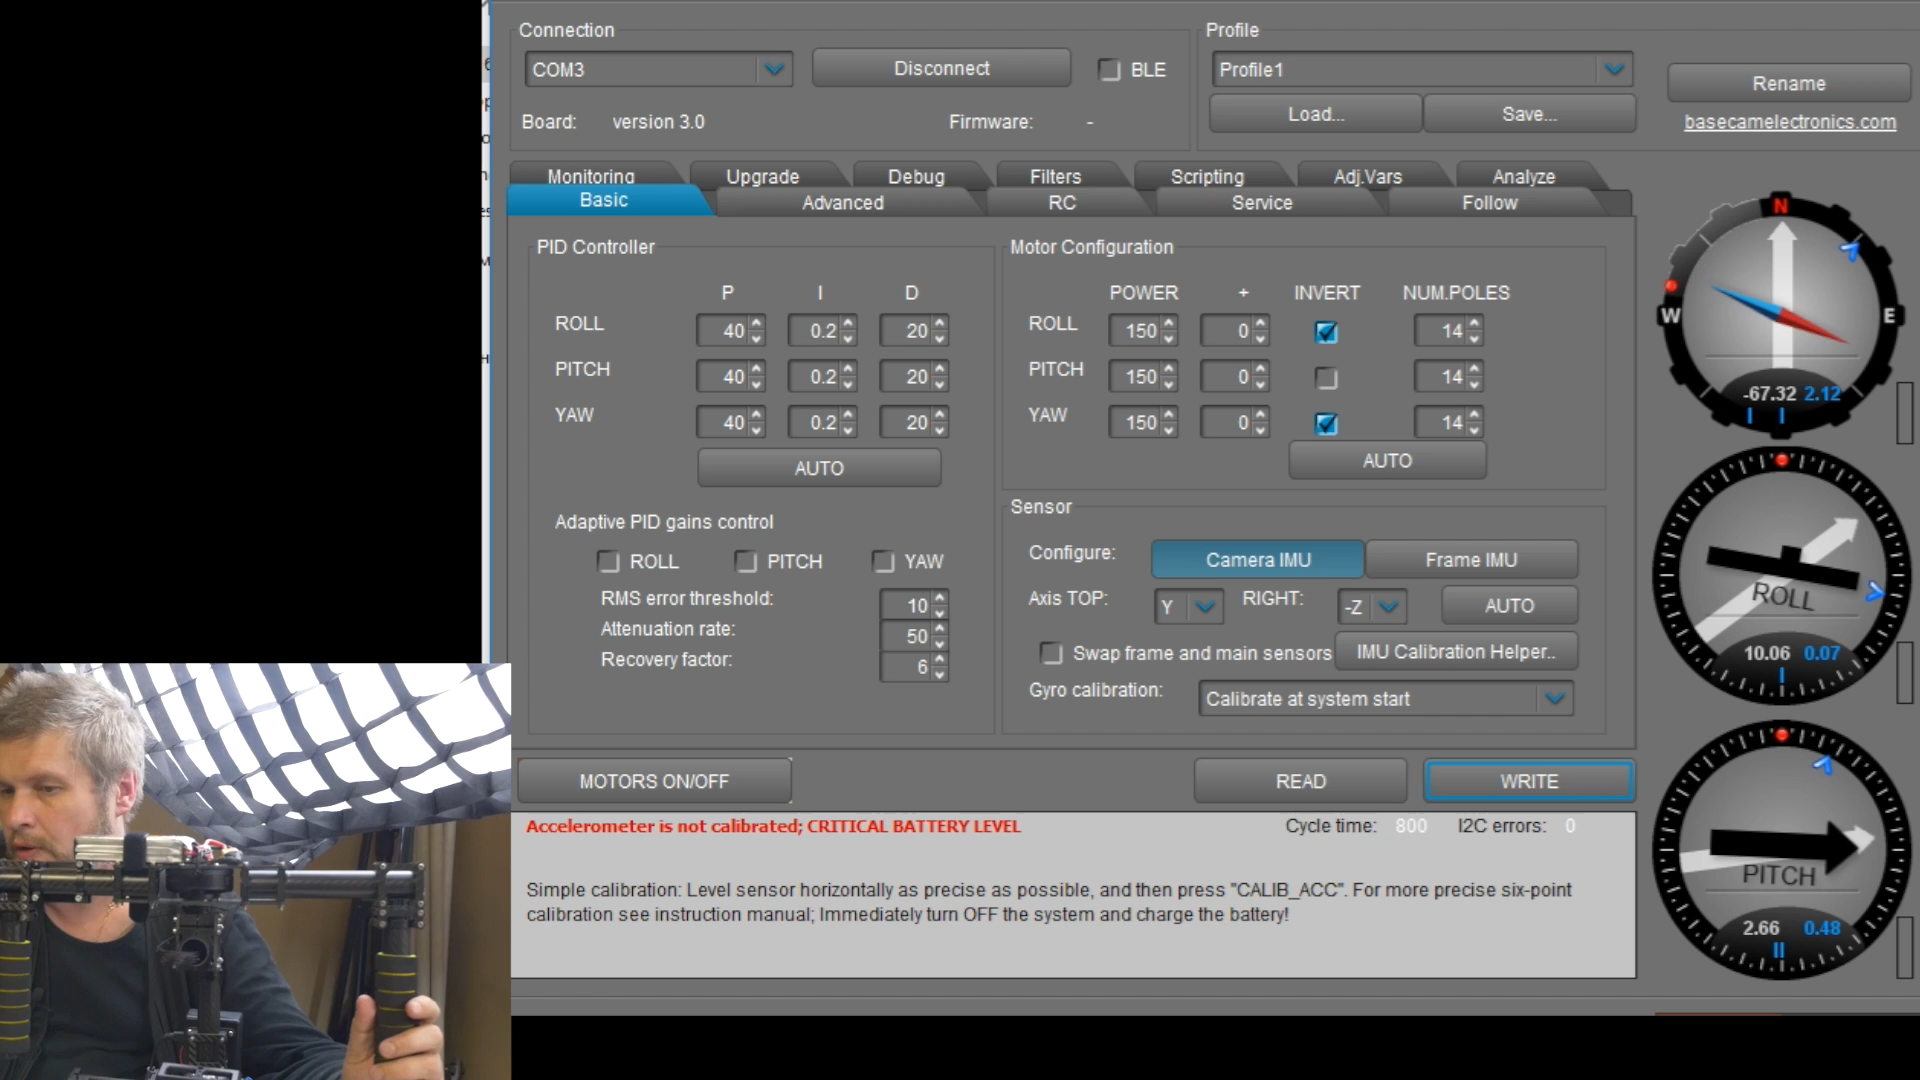 Connection
COM3
Disconnect
BLE
Board: version 3.0
Firmware: -
Profile
Profile1
Load...
Save...
Rename
basecamelectronics.com
Monitoring Upgrade Debug Filters Scripting Adj.Vars Analyze
Basic Advanced RC Service Follow
PID Controller
P I D
ROLL 40 0.2 20
PITCH 40 0.2 20
YAW 40 0.2 20
AUTO
Adaptive PID gains control
ROLL PITCH YAW
RMS error threshold: 10
Attenuation rate: 50
Recovery factor: 6
Motor Configuration
POWER + INVERT NUM.POLES
ROLL 150 0 14
PITCH 150 0 14
YAW 150 0 14
AUTO
Sensor
Configure: Camera IMU Frame IMU
Axis TOP: Y RIGHT: -Z AUTO
Swap frame and main sensors IMU Calibration Helper..
Gyro calibration: Calibrate at system start
MOTORS ON/OFF
READ
WRITE
Accelerometer is not calibrated; CRITICAL BATTERY LEVEL
Cycle time: 800 I2C errors: 0
Simple calibration: Level sensor horizontally as precise as possible, and then press "CALIB_ACC". For more precise six-point
calibration see instruction manual; Immediately turn OFF the system and charge the battery!
N
W E
-67.32 2.12
ROLL
10.06 0.07
PITCH
2.66 0.48